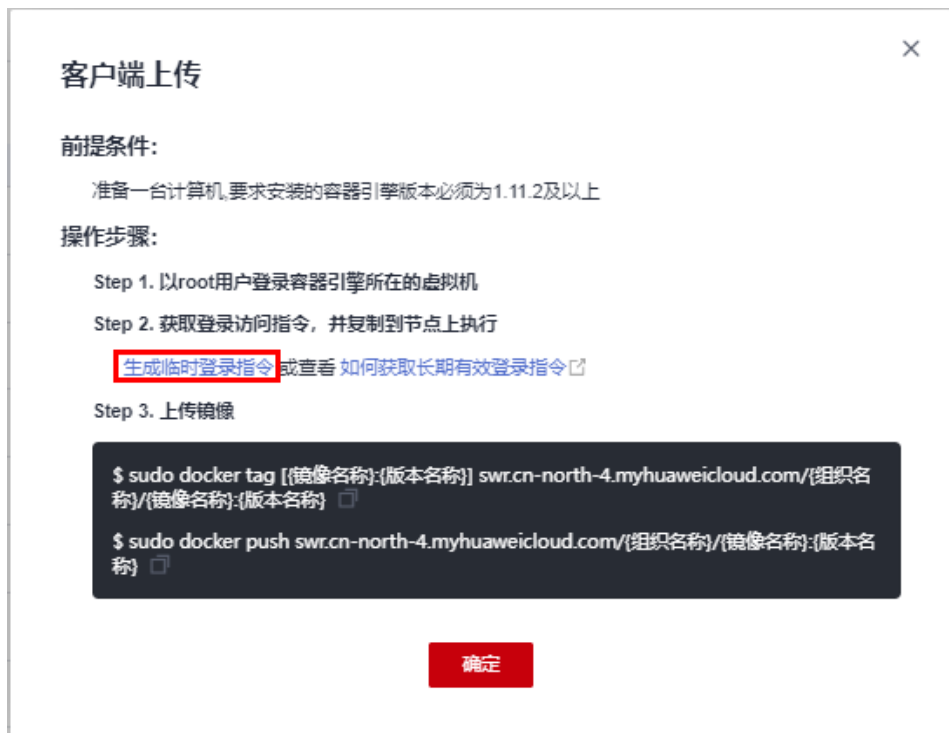 客户端上传
前提条件:
准备一台计算机,要求安装的容器引擎版本必须为1.11.2及以上
操作步骤:
Step 1. 以root用户登录容器引擎所在的虚拟机
Step 2. 获取登录访问指令，并复制到节点上执行
生成临时登录指令 或查看 如何获取长期有效登录指令
Step 3. 上传镜像
$ sudo docker tag [{镜像名称}:{版本名称}] swr.cn-north-4.myhuaweicloud.com/{组织名
称}/{镜像名称}:{版本名称}
$ sudo docker push swr.cn-north-4.myhuaweicloud.com/{组织名称}/{镜像名称}:{版本名
称}
确定